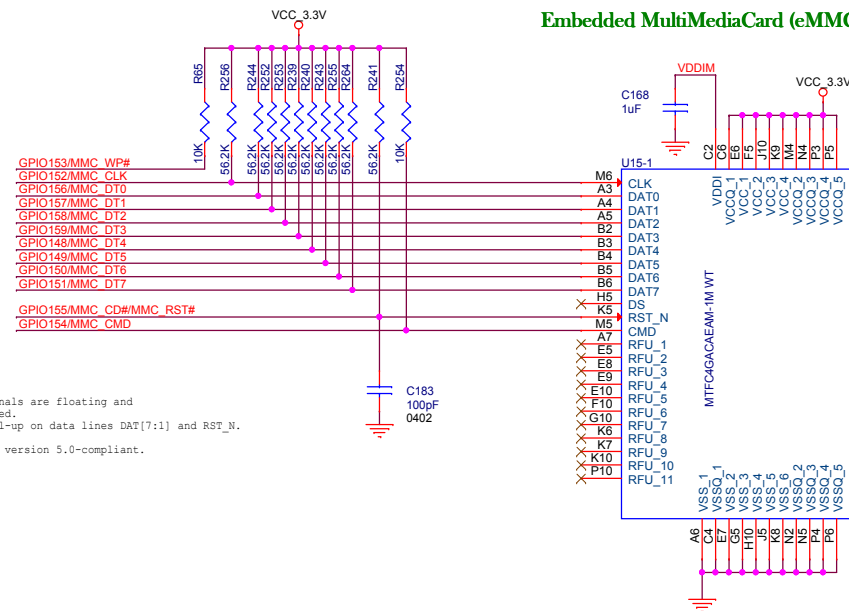 Embedded MultiMediaCard (eMMC
VCC_3.3V
R65
R256
R244
R252
R253
R239
R240
R243
R255
R264
R241
R254
10K
56.2K
56.2K
56.2K
56.2K
56.2K
56.2K
56.2K
56.2K
56.2K
56.2K
10K
VDDIM
C168
1uF
VCC_3.3V
C2
C6
E6
F5
J10
K9
M4
N4
P3
P5
U15-1
VDDI
VCCQ_1
VCC_1
VCC_2
VCC_3
VCC_4
VCCQ_2
VCCQ_3
VCCQ_4
VCCQ_5
GPIO153/MMC_WP#
GPIO152/MMC_CLK
GPIO156/MMC_DT0
GPIO157/MMC_DT1
GPIO158/MMC_DT2
GPIO159/MMC_DT3
GPIO148/MMC_DT4
GPIO149/MMC_DT5
GPIO150/MMC_DT6
GPIO151/MMC_DT7
GPIO155/MMC_CD#/MMC_RST#
GPIO154/MMC_CMD
M6 CLK
A3 DAT0
A4 DAT1
A5 DAT2
B2 DAT3
B3 DAT4
B4 DAT5
B5 DAT6
B6 DAT7
H5 DS
K5 RST_N
M5 CMD
A7 RFU_1
E5 RFU_2
E8 RFU_3
E9 RFU_4
E10 RFU_5
F10 RFU_6
G10 RFU_7
K6 RFU_8
K7 RFU_9
K10 RFU_10
P10 RFU_11
MTFC4GACAEAM-1M WT
C183
100pF
0402
nals are floating and
ed.
l-up on data lines DAT[7:1] and RST_N.
version 5.0-compliant.
VSS_1
VSSQ_1
VSS_2
VSS_3
VSS_4
VSS_5
VSS_6
VSSQ_2
VSSQ_3
VSSQ_4
VSSQ_5
A6
C4
E7
G5
H10
J5
K8
N2
N5
P4
P6